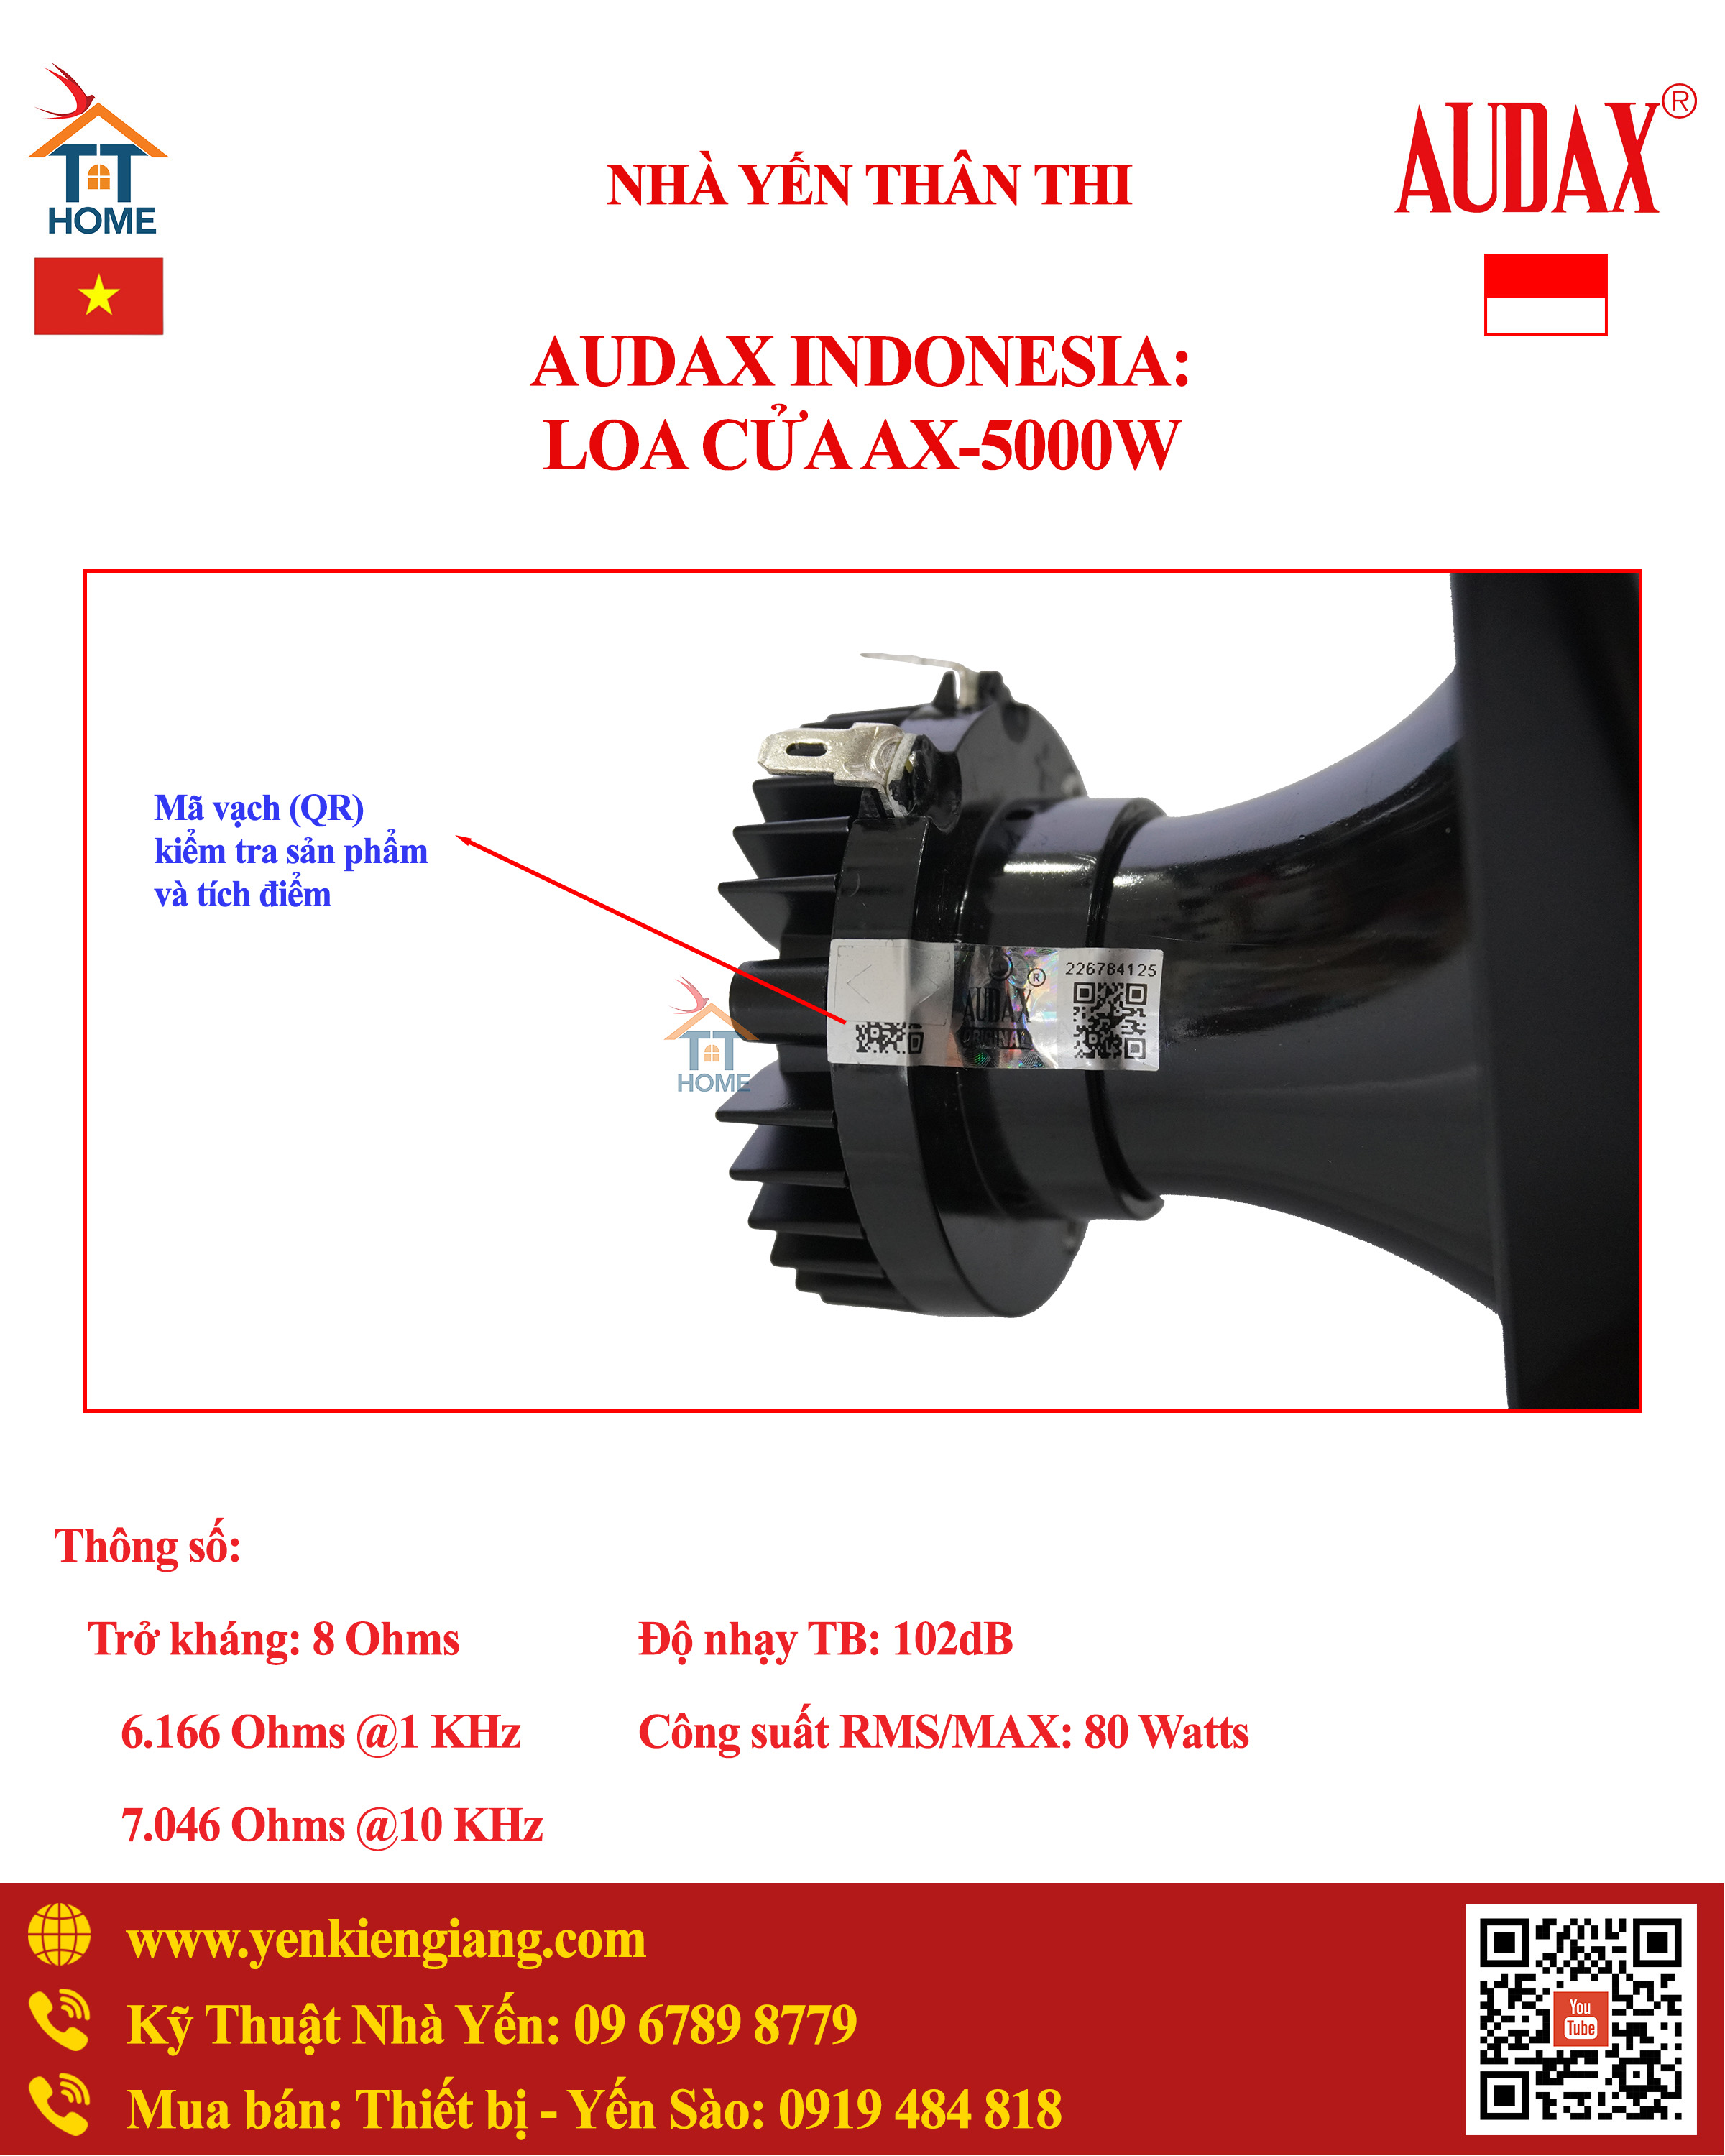 TT
HOME
NHÀ YẾN THÂN THI
AUDAX®
AUDAX INDONESIA:
LOA CỬA AX-5000W
Mã vạch (QR)
kiểm tra sản phẩm
và tích điểm
AUDAX ®
ORIGINAL
226784125
TT
HOME
Thông số:
Trở kháng: 8 Ohms
Độ nhạy TB: 102dB
6.166 Ohms @1 KHz
Công suất RMS/MAX: 80 Watts
7.046 Ohms @10 KHz
www.yenkiengiang.com
Kỹ Thuật Nhà Yến: 09 6789 8779
Mua bán: Thiết bị - Yến Sào: 0919 484 818
You
Tube